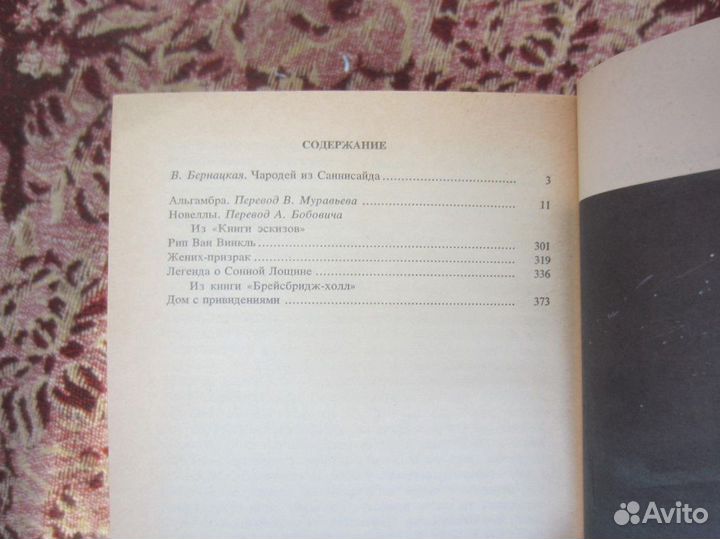 СОДЕРЖАНИЕ
В. Бернацкая. Чародей из Саннисайда 3
Альгамбра. Перевод В. Муравьева 11
Новеллы. Перевод А. Бобовича
Из «Книги эскизов»
Рип Ван Винкль 301
Жених-призрак 319
Легенда о Сонной Лощине 336
Из книги «Брейсбридж-холл»
Дом с привидениями 373
Avito